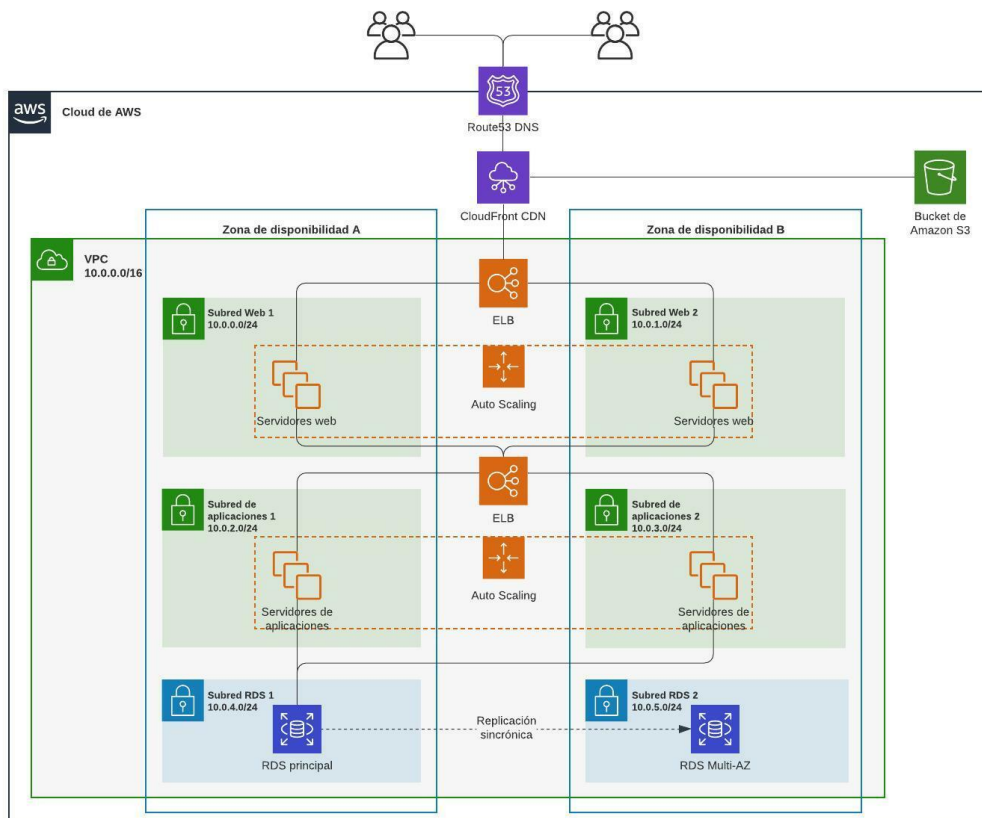 53
Route53 DNS
aws
Cloud de AWS
CloudFront CDN
Bucket de
Amazon S3
Zona de disponibilidad A
Zona de disponibilidad B
VPC
10.0.0.0/16
ELB
Subred Web 1
10.0.0.0/24
Subred Web 2
10.0.1.0/24
Auto Scaling
Servidores web
Servidores web
ELB
Subred de
aplicaciones 1
10.0.2.0/24
Subred de
aplicaciones 2
10.0.3.0/24
Auto Scaling
Servidores de
aplicaciones
Servidores de
aplicaciones
Subred RDS 1
10.0.4.0/24
Subred RDS 2
10.0.5.0/24
Replicación
sincrónica
RDS principal
RDS Multi-AZ